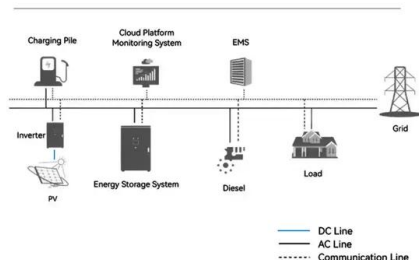 Charging Pile
Cloud Platform
Monitoring System
EMS
Grid
Inverter
PV
Energy Storage System
Diesel
Load
DC Line
AC Line
Communication Line